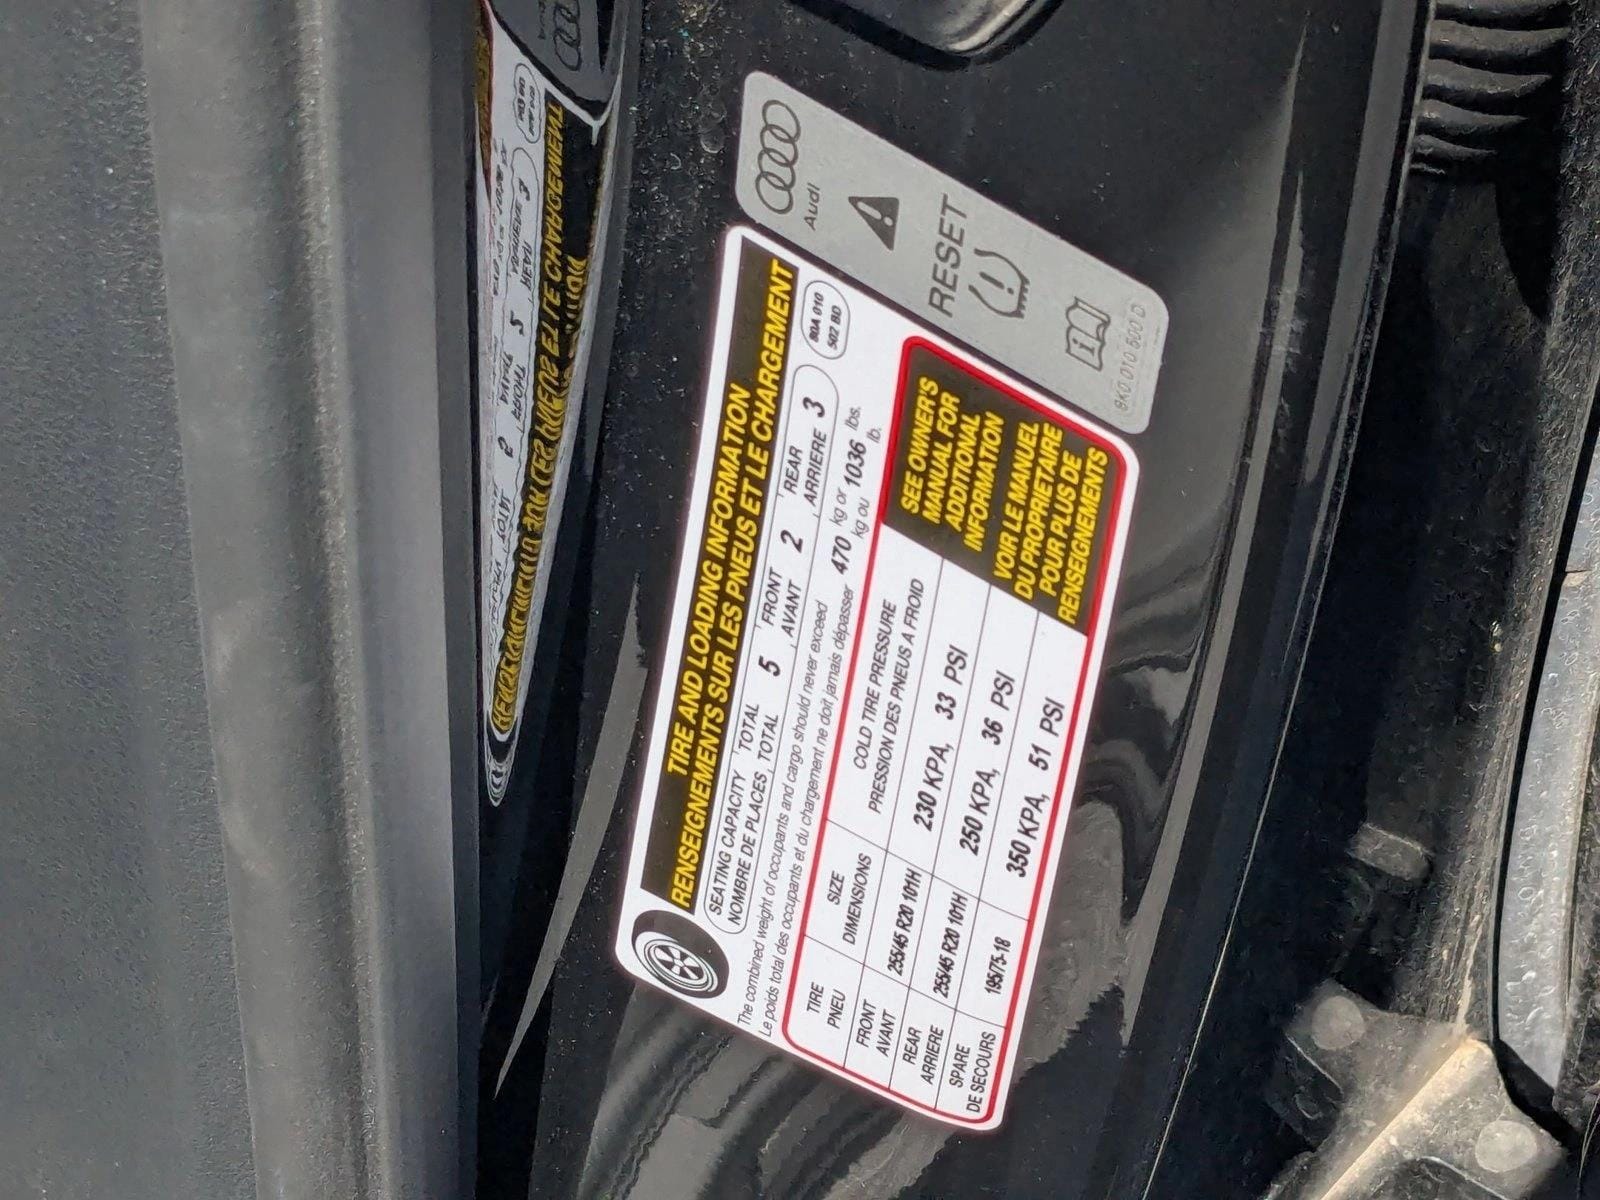 Audi
RESET
8K0 010 500 D
TIRE AND LOADING INFORMATION
RENSEIGNEMENTS SUR LES PNEUS ET LE CHARGEMENT
SEATING CAPACITY TOTAL 5 FRONT 2 REAR 3
NOMBRE DE PLACES TOTAL AVANT ARRIERE
80A 010
502 BD
The combined weight of occupants and cargo should never exceed 470 kg or 1036 lbs.
Le poids total des occupants et du chargement ne doit jamais dépasser kg ou lb.
TIRE SIZE COLD TIRE PRESSURE
PNEU DIMENSIONS PRESSION DES PNEUS A FROID
FRONT 255/45 R20 101H 230 KPA, 33 PSI
AVANT
REAR 255/45 R20 101H 250 KPA, 36 PSI
ARRIERE
SPARE 195/75-18 350 KPA, 51 PSI
DE SECOURS
SEE OWNER'S
MANUAL FOR
ADDITIONAL
INFORMATION
VOIR LE MANUEL
DU PROPRIETAIRE
POUR PLUS DE
RENSEIGNEMENTS